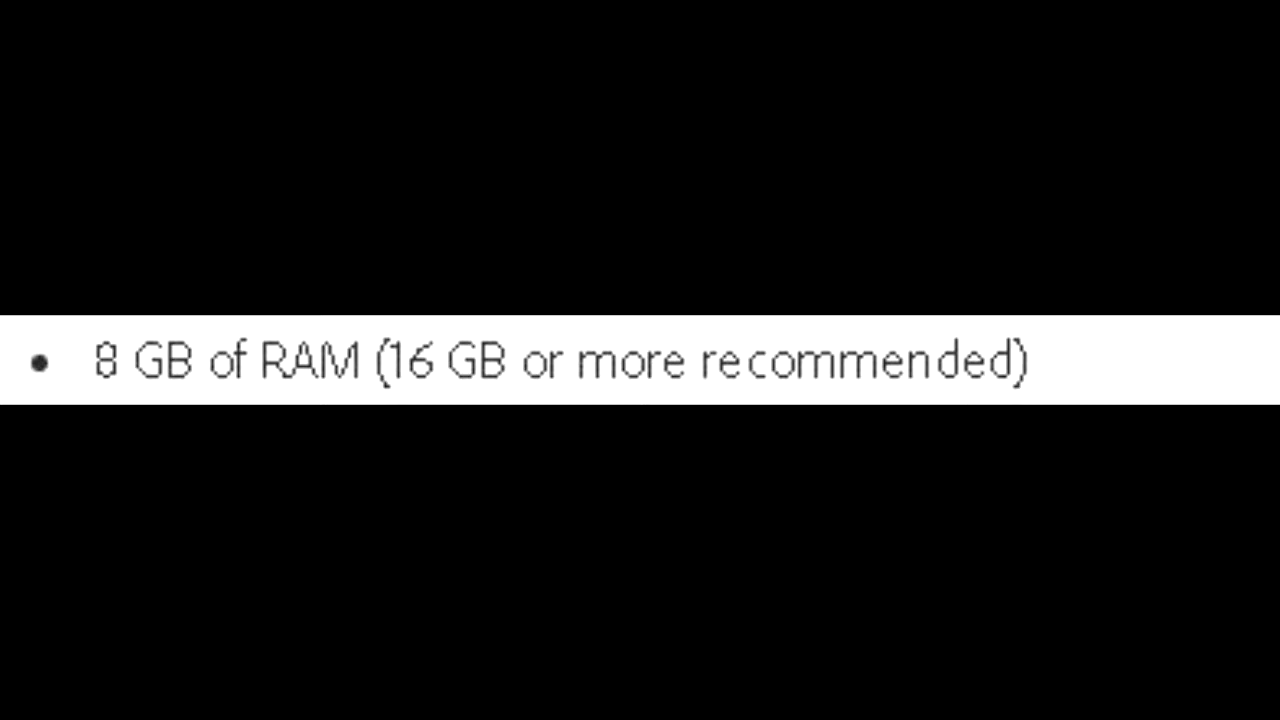 • 8 GB of RAM (16 GB or more recommended)